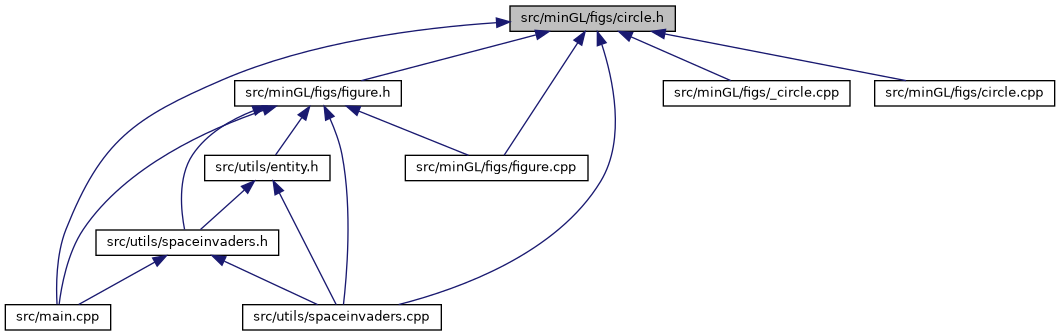 src/minGL/figs/circle.h
src/minGL/figs/figure.h
src/minGL/figs/_circle.cpp
src/minGL/figs/circle.cpp
src/utils/entity.h
src/minGL/figs/figure.cpp
src/utils/spaceinvaders.h
src/main.cpp
src/utils/spaceinvaders.cpp